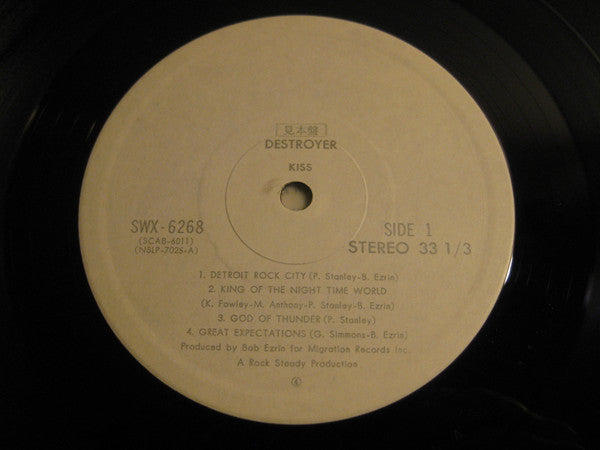 見本盤
DESTROYER
KISS
SWX-6268
(SCAB-6011)
(NBLP-7025-A)
SIDE 1
STEREO 33 1/3
1. DETROIT ROCK CITY (P. Stanley-B. Ezrin)
2. KING OF THE NIGHT TIME WORLD
(K. Fowley-M. Anthony-P. Stanley-B. Ezrin)
3. GOD OF THUNDER (P. Stanley)
4. GREAT EXPECTATIONS (G. Simmons-B. Ezrin)
Produced by Bob Ezrin for Migration Records Inc.
A Rock Steady Production